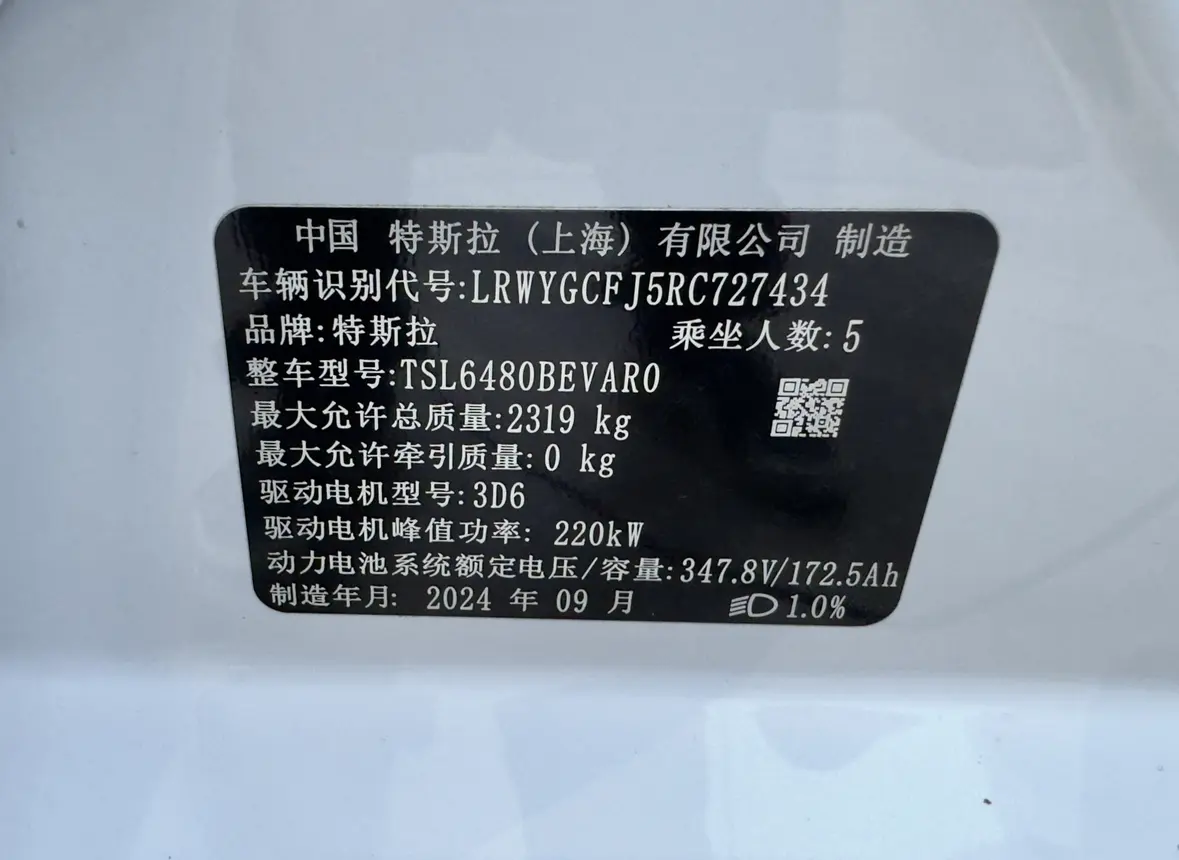 中国 特斯拉 (上海) 有限公司 制造
车辆识别代号:LRWYGCFJ5RC727434
品牌:特斯拉 乘坐人数:5
整车型号:TSL6480BEVAR0
最大允许总质量:2319 kg
最大允许牵引质量:0 kg
驱动电机型号:3D6
驱动电机峰值功率: 220kW
动力电池系统额定电压/容量:347.8V/172.5Ah
制造年月: 2024 年 09 月 1.0%